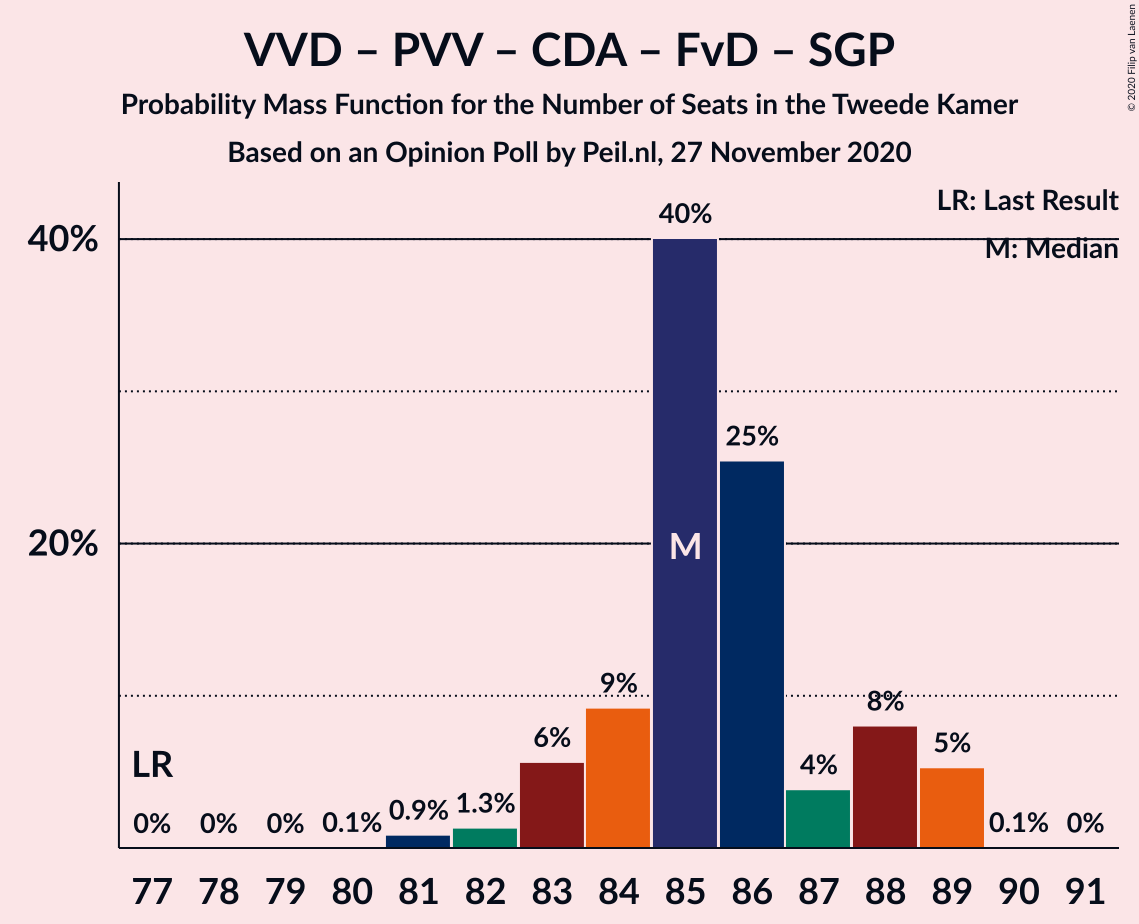 VVD – PVV – CDA – FvD – SGP
Probability Mass Function for the Number of Seats in the Tweede Kamer
Based on an Opinion Poll by Peil.nl, 27 November 2020
© 2020 Filip van Laenen
LR: Last Result
M: Median
40%
20%
40%
25%
M
9%
8%
6%
5%
4%
LR
0% 0% 0% 0.1% 0.9% 1.3% 0.1% 0%
77 78 79 80 81 82 83 84 85 86 87 88 89 90 91